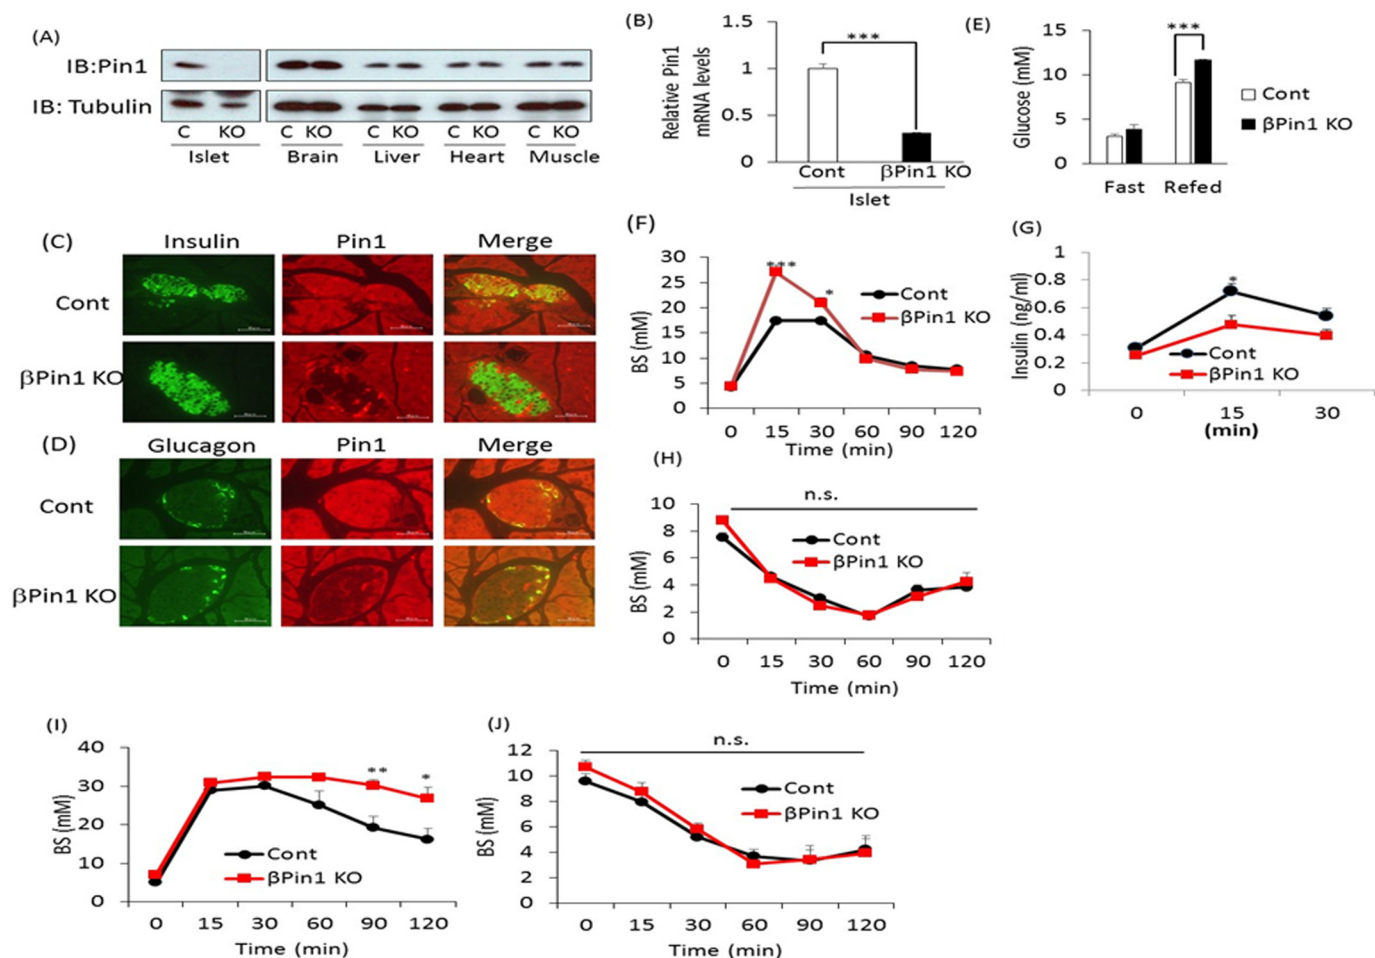 (A)
IB:Pin1
IB: Tubulin
C KO C KO C KO C KO C KO
Islet Brain Liver Heart Muscle
(B)
Relative Pin1
mRNA levels
1.5
1
0.5
0
***
Cont βPin1 KO
Islet
(E)
Glucose (mM)
15
10
5
0
***
Fast Refed
Cont
βPin1 KO
(C)
Insulin Pin1 Merge
Cont
βPin1 KO
(D)
Glucagon Pin1 Merge
Cont
βPin1 KO
(F)
BS (mM)
30
25
20
15
10
5
0
***
*
Cont
βPin1 KO
0 15 30 60 90 120
Time (min)
(G)
Insulin (ng/ml)
1
0.8
0.6
0.4
0.2
0
*
Cont
βPin1 KO
0 15 30
(min)
(H)
n.s.
BS (mM)
10
8
6
4
2
0
Cont
βPin1 KO
0 15 30 60 90 120
Time (min)
(I)
BS (mM)
40
30
20
10
0
**
*
Cont
βPin1 KO
0 15 30 60 90 120
Time (min)
(J)
n.s.
BS (mM)
12
10
8
6
4
2
0
Cont
βPin1 KO
0 15 30 60 90 120
Time (min)